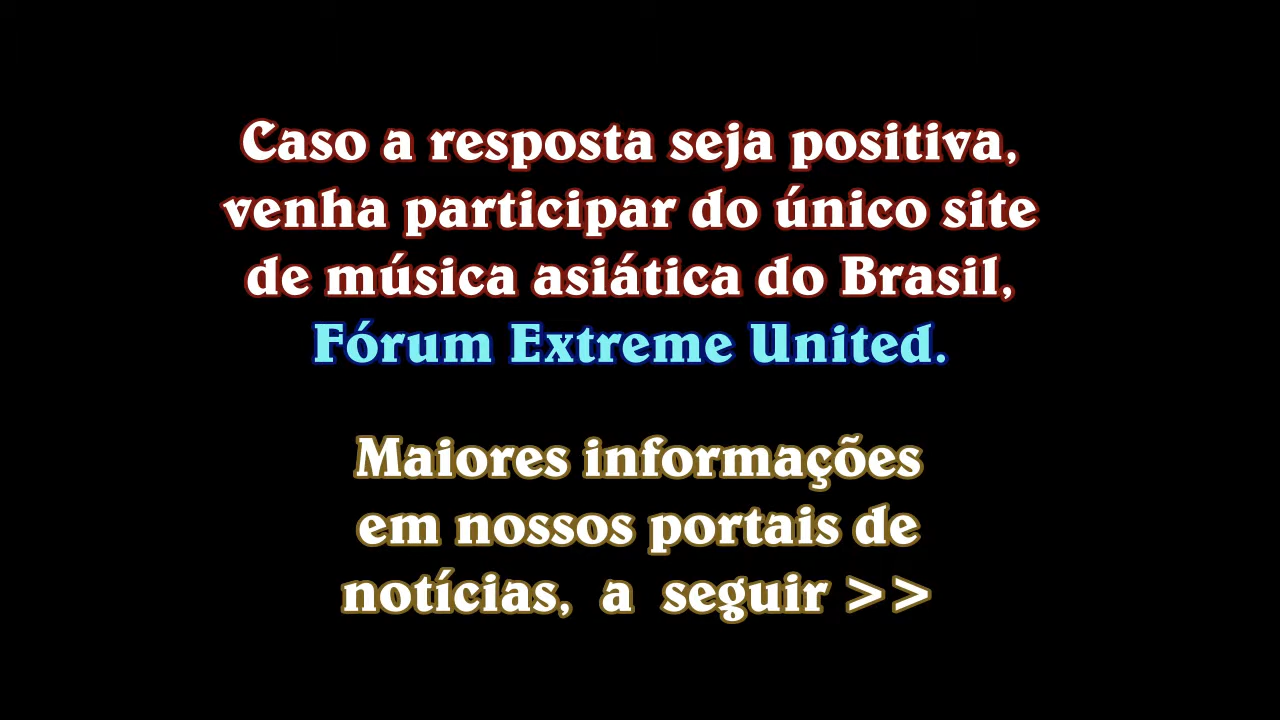 Caso a resposta seja positiva,
venha participar do único site
de música asiática do Brasil,
Fórum Extreme United.
Maiores informações
em nossos portais de
notícias, a seguir >>